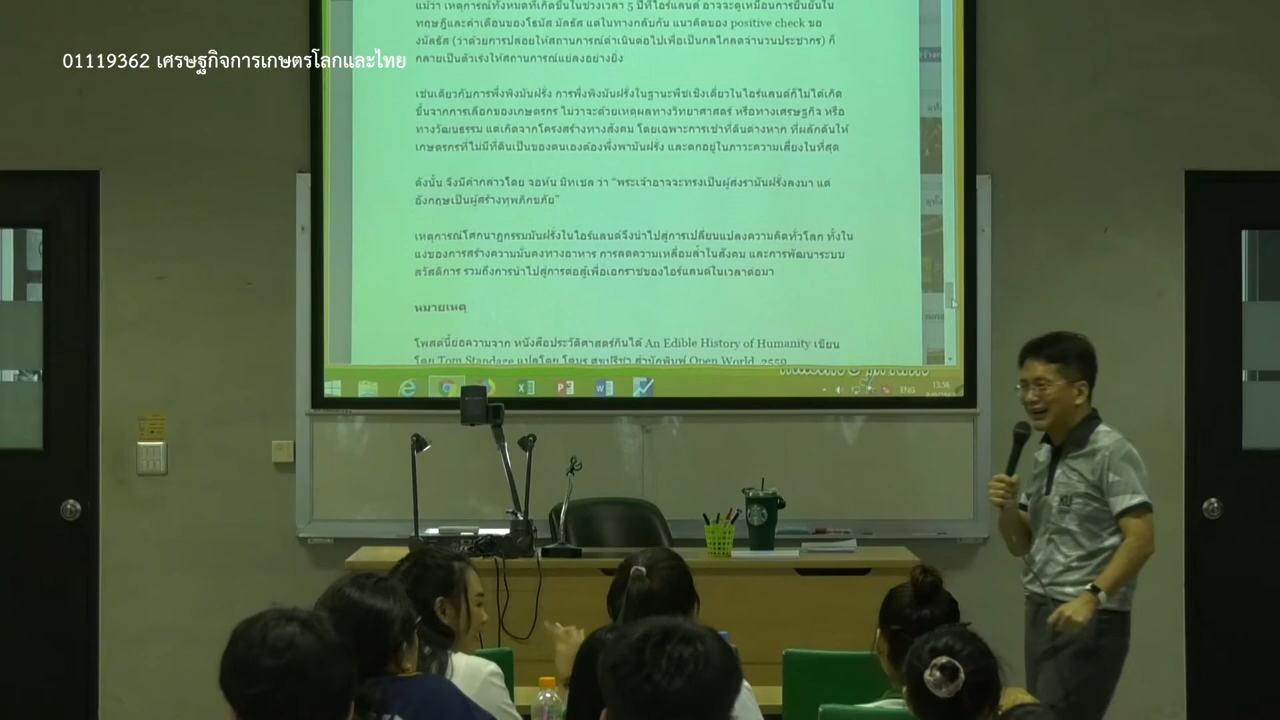 แม้ว่า เหตุการณ์ทั้งหมดที่เกิดขึ้นในช่วงเวลา 5 ปีที่ไอร์แลนด์ อาจจะดูเหมือนการยืนยันใน
ทฤษฎีและคำเตือนของโธมัส มัลธัส แต่ในทางกลับกัน แนวคิดของ positive check ขอ
งมัลธัส (ว่าด้วยการปล่อยให้สถานการณ์ดำเนินต่อไปเพื่อเป็นกลไกลดจำนวนประชากร) ก็
กลายเป็นตัวเร่งให้สถานการณ์แย่ลงอย่างยิ่ง
01119362 เศรษฐกิจการเกษตรโลกและไทย
เช่นเดียวกับการพึ่งพิงมันฝรั่ง การพึ่งพิงมันฝรั่งในฐานะพืชเชิงเดี่ยวในไอร์แลนด์ก็ไม่ได้เกิด
ขึ้นจากการเลือกของเกษตรกร ไม่ว่าจะด้วยเหตุผลทางวิทยาศาสตร์ หรือทางเศรษฐกิจ หรือ
ทางวัฒนธรรม แต่เกิดจากโครงสร้างทางสังคม โดยเฉพาะการเช่าที่ดินต่างหาก ที่ผลักดันให้
เกษตรกรที่ไม่มีที่ดินเป็นของตนเองต้องพึ่งพามันฝรั่ง และตกอยู่ในภาวะความเสี่ยงในที่สุด
ดังนั้น จึงมีคำกล่าวโดย จอห์น มิทเชล ว่า “พระเจ้าอาจจะทรงเป็นผู้ส่งรามันฝรั่งลงมา แต่
อังกฤษเป็นผู้สร้างทุพภิกขภัย”
เหตุการณ์โศกนาฏกรรมมันฝรั่งในไอร์แลนด์จึงนำไปสู่การเปลี่ยนแปลงความคิดทั่วโลก ทั้งใน
แง่ของการสร้างความมั่นคงทางอาหาร การลดความเหลื่อมล้ำในสังคม และการพัฒนาระบบ
สวัสดิการ รวมถึงการนำไปสู่การต่อสู้เพื่อเอกราชของไอร์แลนด์ในเวลาต่อมา
หมายเหตุ
โพสต์นี้ย่อความจาก หนังสือประวัติศาสตร์กินได้ An Edible History of Humanity เขียน
โดย Tom Standage แปลโดย โตมร ศุขปรีชา สำนักพิมพ์ Open World, 2559
ENG
13:56
KU